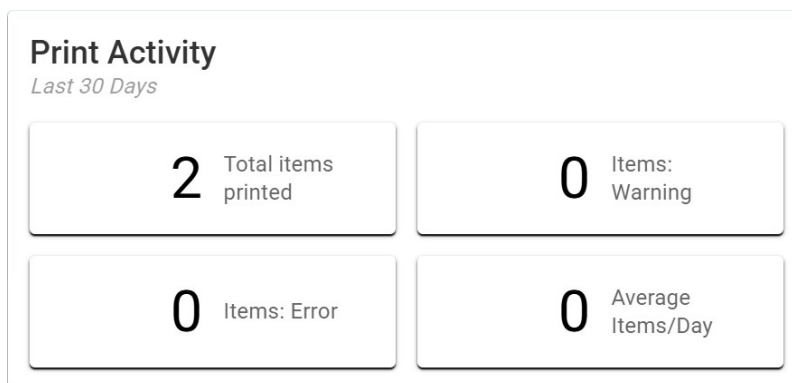 Print Activity
Last 30 Days
2 Total items
printed
0 Items:
Warning
0 Items: Error
0 Average
Items/Day